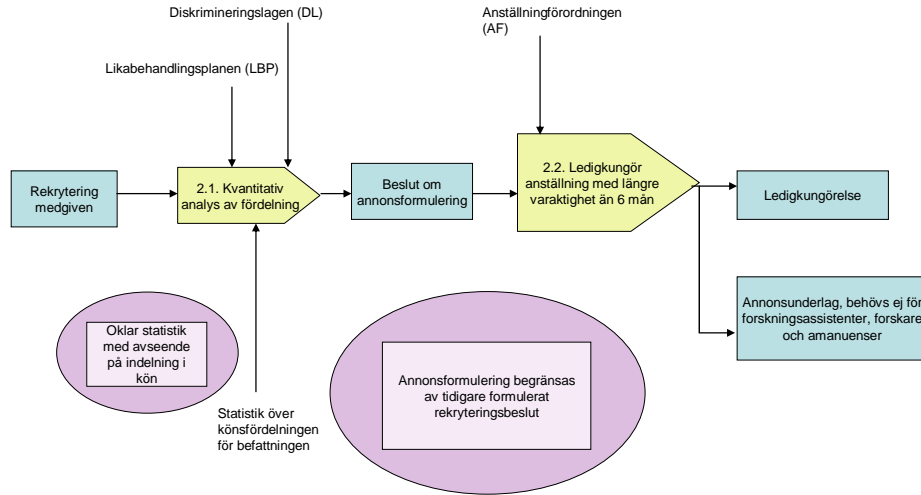 Diskrimineringslagen (DL)
Anställningförordningen
(AF)
Likabehandlingsplanen (LBP)
Rekrytering
medgiven
2.1. Kvantitativ
analys av fördelning
Beslut om
annonsformulering
2.2. Ledigkungör
anställning med längre
varaktighet än 6 mån
Ledigkungörelse
Annonsunderlag, behövs ej för
forskningsassistenter, forskare
och amanuenser
Oklar statistik
med avseende
på indelning i
kön
Annonsformulering begränsas
av tidigare formulerat
rekryteringsbeslut
Statistik över
könsfördelningen
för befattningen